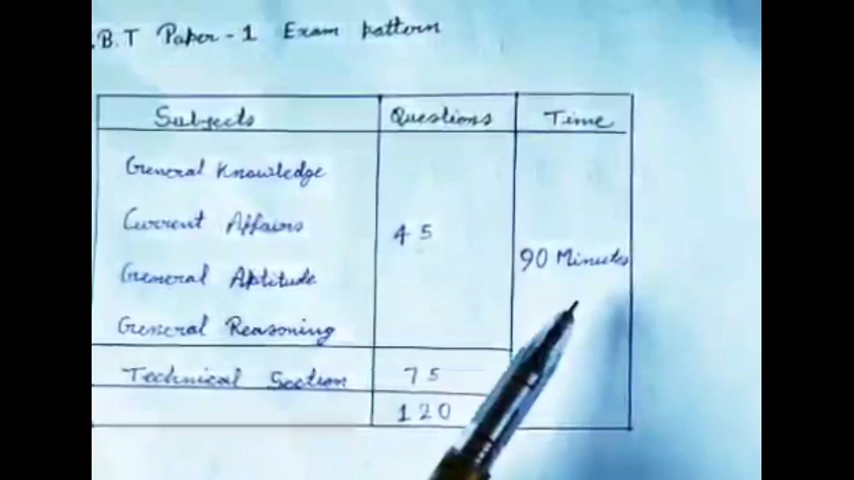 .B.T Paper - 1 Exam pattern
Subjects Questions Time
General Knowledge
Current Affairs 45
90 Minutes
General Aptitude
General Reasoning
Technical Section 75
120